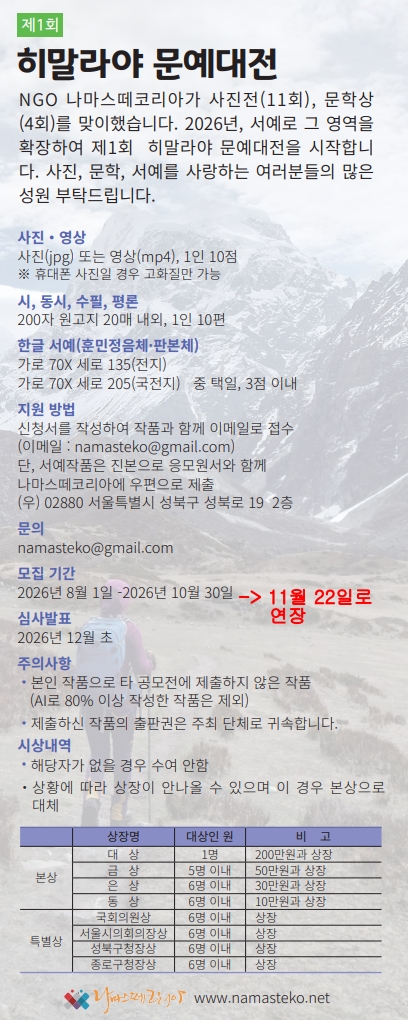 제1회
히말라야 문예대전
NGO 나마스떼코리아가 사진전(11회), 문학상
(4회)를 맞이했습니다. 2026년, 서예로 그 영역을
확장하여 제1회 히말라야 문예대전을 시작합니
다. 사진, 문학, 서예를 사랑하는 여러분들의 많은
성원 부탁드립니다.
사진·영상
사진(jpg) 또는 영상(mp4), 1인 10점
※ 휴대폰 사진일 경우 고화질만 가능
시, 동시, 수필, 평론
200자 원고지 20매 내외, 1인 10편
한글 서예(훈민정음체·판본체)
가로 70X 세로 135(전지)
가로 70X 세로 205(국전지) 중 택일, 3점 이내
지원 방법
신청서를 작성하여 작품과 함께 이메일로 접수
(이메일 : namasteko@gmail.com)
단, 서예작품은 진본으로 응모원서와 함께
나마스떼코리아에 우편으로 제출
(우) 02880 서울특별시 성북구 성북로 19 2층
문의
namasteko@gmail.com
모집 기간
2026년 8월 1일 -2026년 10월 30일 -> 11월 22일로
연장
심사발표
2026년 12월 초
주의사항
· 본인 작품으로 타 공모전에 제출하지 않은 작품
(AI로 80% 이상 작성한 작품은 제외)
· 제출하신 작품의 출판권은 주최 단체로 귀속합니다.
시상내역
· 해당자가 없을 경우 수여 안함
· 상황에 따라 상장이 안나올 수 있으며 이 경우 본상으로
대체
상장명 대상인 원 비 고
본상
대 상 1명 200만원과 상장
금 상 5명 이내 50만원과 상장
은 상 6명 이내 30만원과 상장
동 상 6명 이내 10만원과 상장
특별상
국회의원상 6명 이내 상장
서울시의회의장상 6명 이내 상장
성북구청장상 6명 이내 상장
종로구청장상 6명 이내 상장
나마스떼코리아 www.namasteko.net